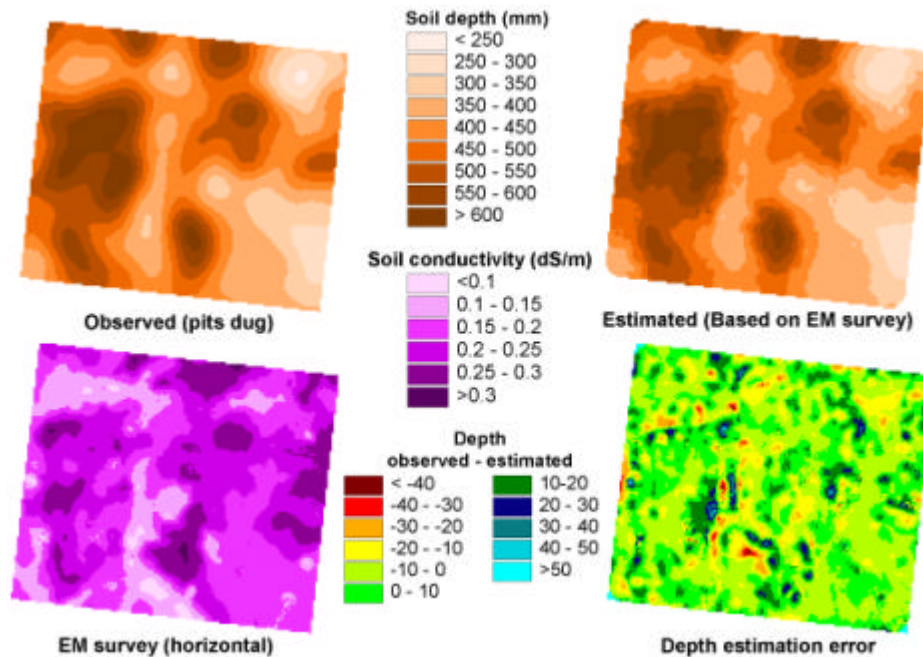 Soil depth (mm)
< 250
250 - 300
300 - 350
350 - 400
400 - 450
450 - 500
500 - 550
550 - 600
> 600
Observed (pits dug)
Estimated (Based on EM survey)
Soil conductivity (dS/m)
<0.1
0.1 - 0.15
0.15 - 0.2
0.2 - 0.25
0.25 - 0.3
>0.3
Depth
observed - estimated
< -40
-40 - -30
-30 - -20
-20 - -10
-10 - 0
0 - 10
10-20
20 - 30
30 - 40
40 - 50
>50
EM survey (horizontal)
Depth estimation error